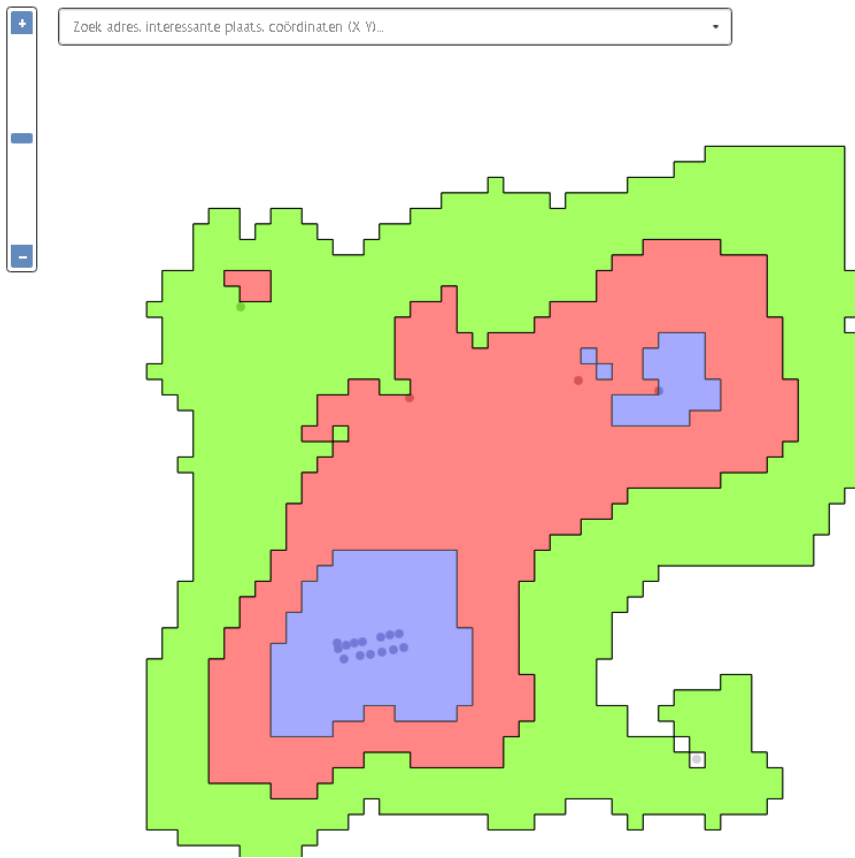 +
Zoek adres, interessante plaats, coördinaten (X Y)...
–